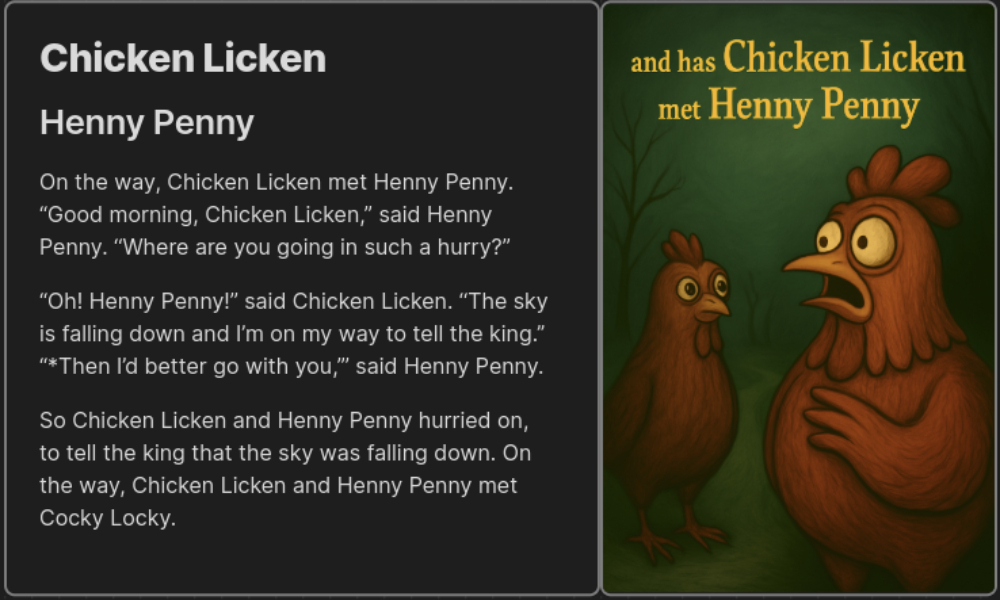 Chicken Licken
Henny Penny
On the way, Chicken Licken met Henny Penny.
“Good morning, Chicken Licken,” said Henny
Penny. “Where are you going in such a hurry?”
“Oh! Henny Penny!” said Chicken Licken. “The sky
is falling down and I’m on my way to tell the king.”
“*Then I’d better go with you,”’ said Henny Penny.
So Chicken Licken and Henny Penny hurried on,
to tell the king that the sky was falling down. On
the way, Chicken Licken and Henny Penny met
Cocky Locky.
and has Chicken Licken
met Henny Penny